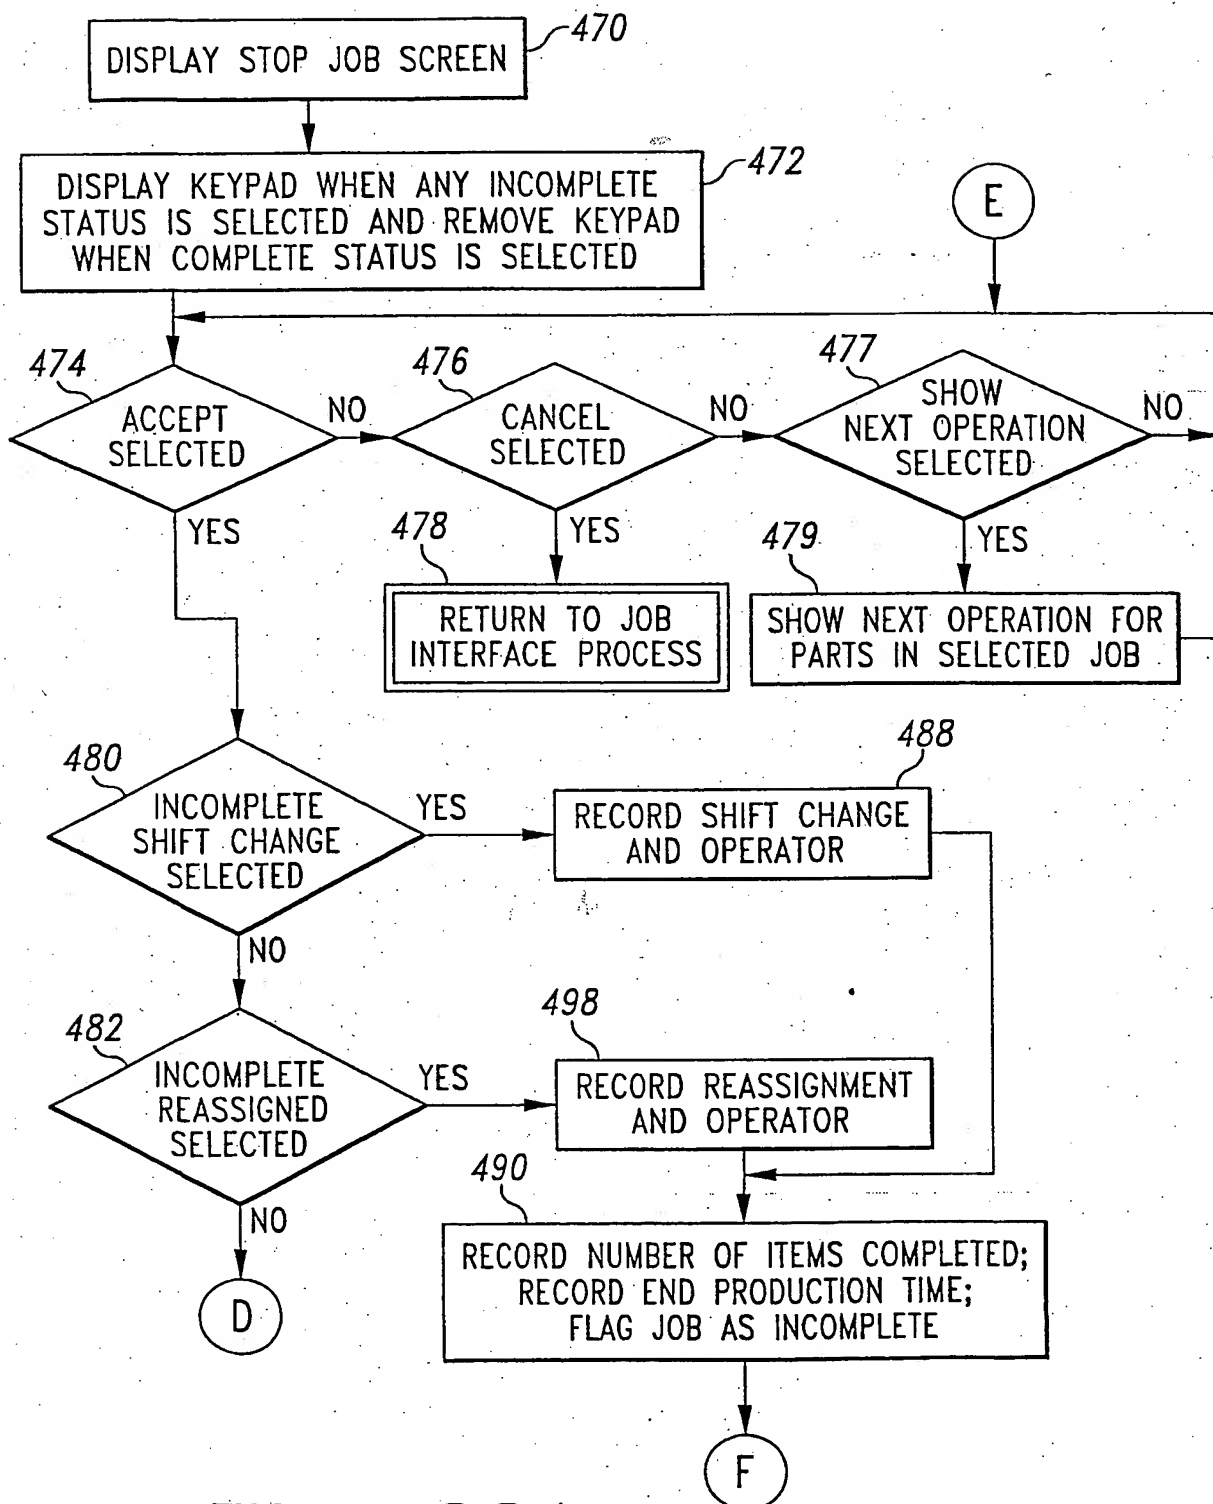 470
DISPLAY STOP JOB SCREEN
472
DISPLAY KEYPAD WHEN ANY INCOMPLETE
STATUS IS SELECTED AND REMOVE KEYPAD
WHEN COMPLETE STATUS IS SELECTED
E
474
ACCEPT
SELECTED
NO
YES
476
CANCEL
SELECTED
NO
YES
477
SHOW
NEXT OPERATION
SELECTED
NO
YES
478
RETURN TO JOB
INTERFACE PROCESS
479
SHOW NEXT OPERATION FOR
PARTS IN SELECTED JOB
480
INCOMPLETE
SHIFT CHANGE
SELECTED
YES
NO
488
RECORD SHIFT CHANGE
AND OPERATOR
482
INCOMPLETE
REASSIGNED
SELECTED
YES
NO
498
RECORD REASSIGNMENT
AND OPERATOR
490
RECORD NUMBER OF ITEMS COMPLETED;
RECORD END PRODUCTION TIME;
FLAG JOB AS INCOMPLETE
D
F